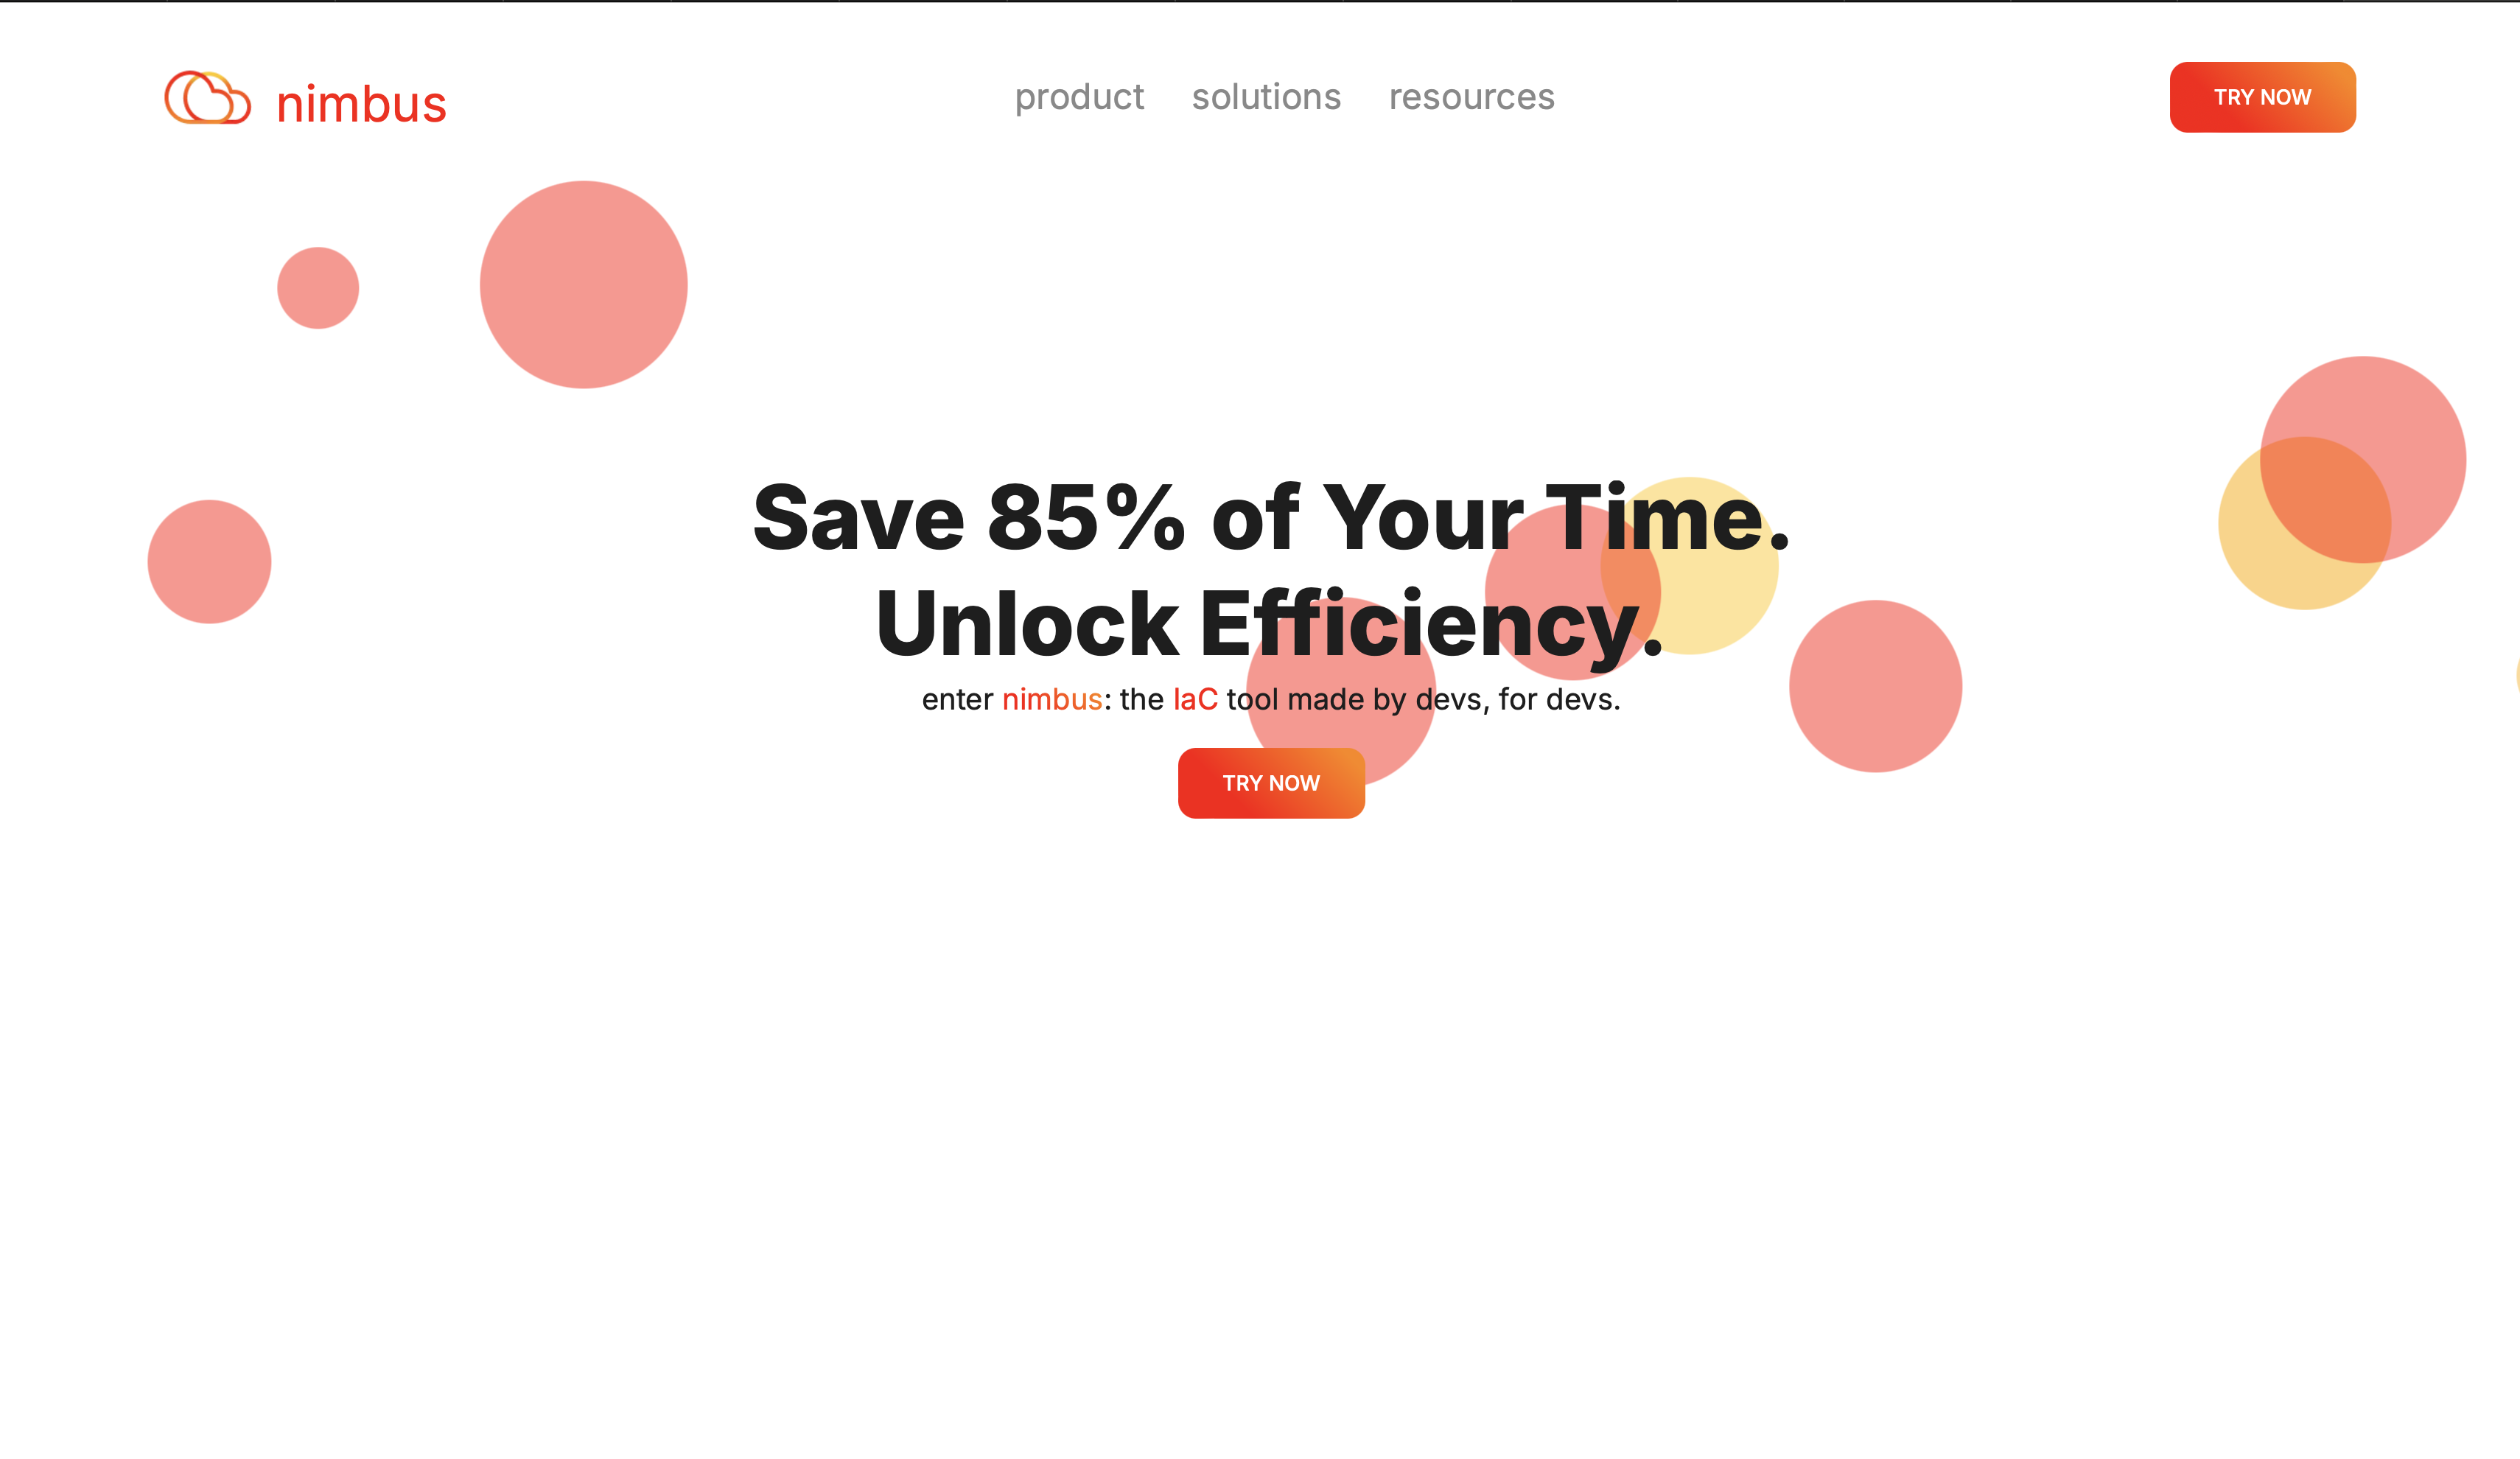 nimbus
product solutions resources
TRY NOW
Save 85% of Your Time.
Unlock Efficiency.
enter nimbus: the IaC tool made by devs, for devs.
TRY NOW